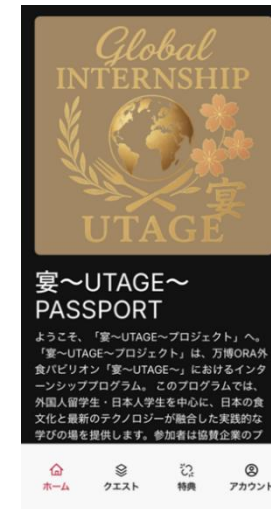 Global
INTERNSHIP
宴
UTAGE
宴～UTAGE～
PASSPORT
ようこそ、「宴～UTAGE～プロジェクト」へ。
「宴～UTAGE～プロジェクト」は、万博ORA外
食パビリオン「宴～UTAGE～」におけるインタ
ーンシッププログラム。 このプログラムでは、
外国人留学生・日本人学生を中心に、日本の食
文化と最新のテクノロジーが融合した実践的な
学びの場を提供します。参加者は協賛企業のプ
ホーム クエスト 特典 アカウント